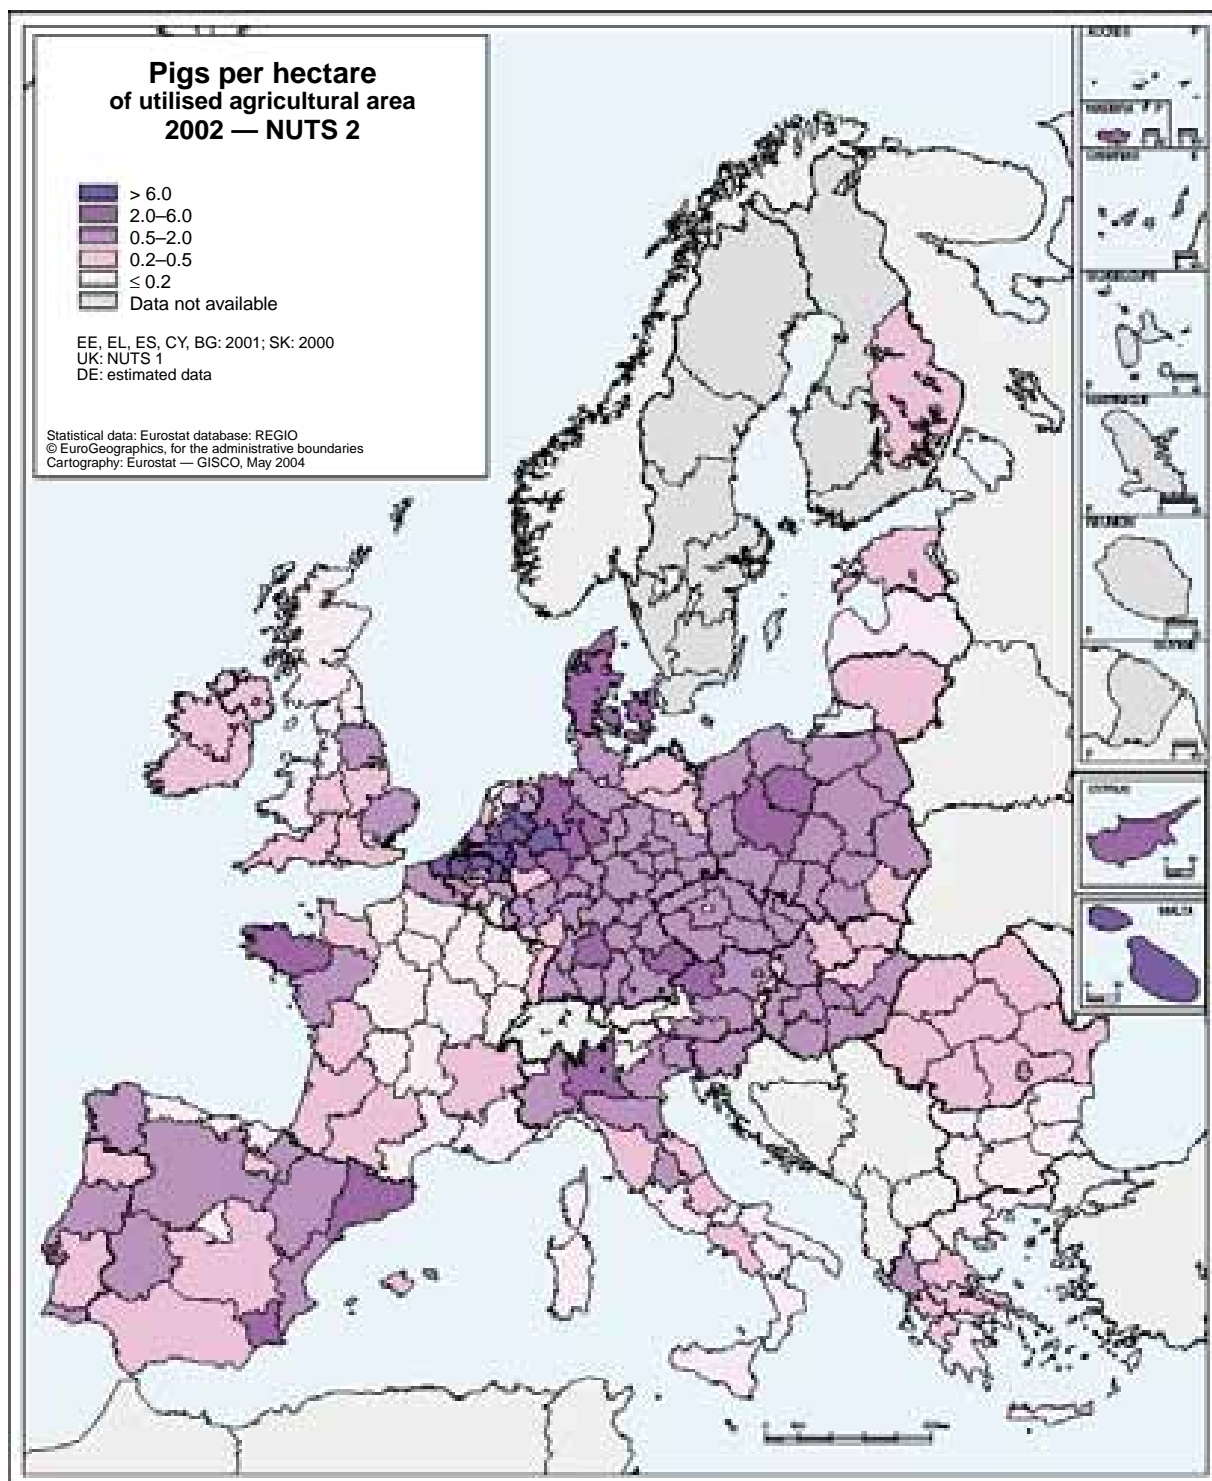 Pigs per hectare
of utilised agricultural area
2002 — NUTS 2
> 6.0
2.0–6.0
0.5–2.0
0.2–0.5
≤ 0.2
Data not available
EE, EL, ES, CY, BG: 2001; SK: 2000
UK: NUTS 1
DE: estimated data
Statistical data: Eurostat database: REGIO
© EuroGeographics, for the administrative boundaries
Cartography: Eurostat — GISCO, May 2004
CYPRUS
MALTA